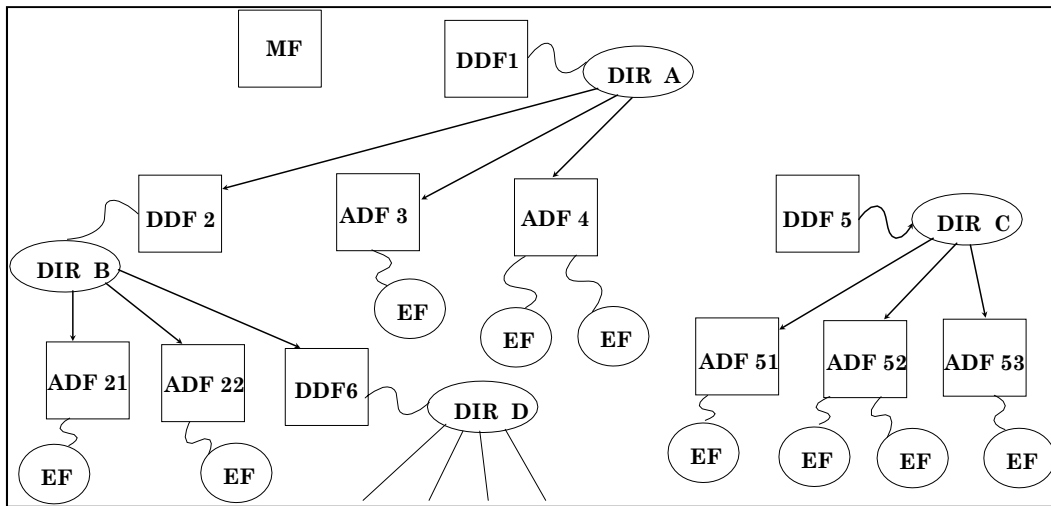 MF
DDF1
DIR A
DDF 2
ADF 3
ADF 4
DDF 5
DIR C
DIR B
EF
EF
EF
ADF 21
ADF 22
DDF6
DIR D
ADF 51
ADF 52
ADF 53
EF
EF
EF
EF
EF
EF